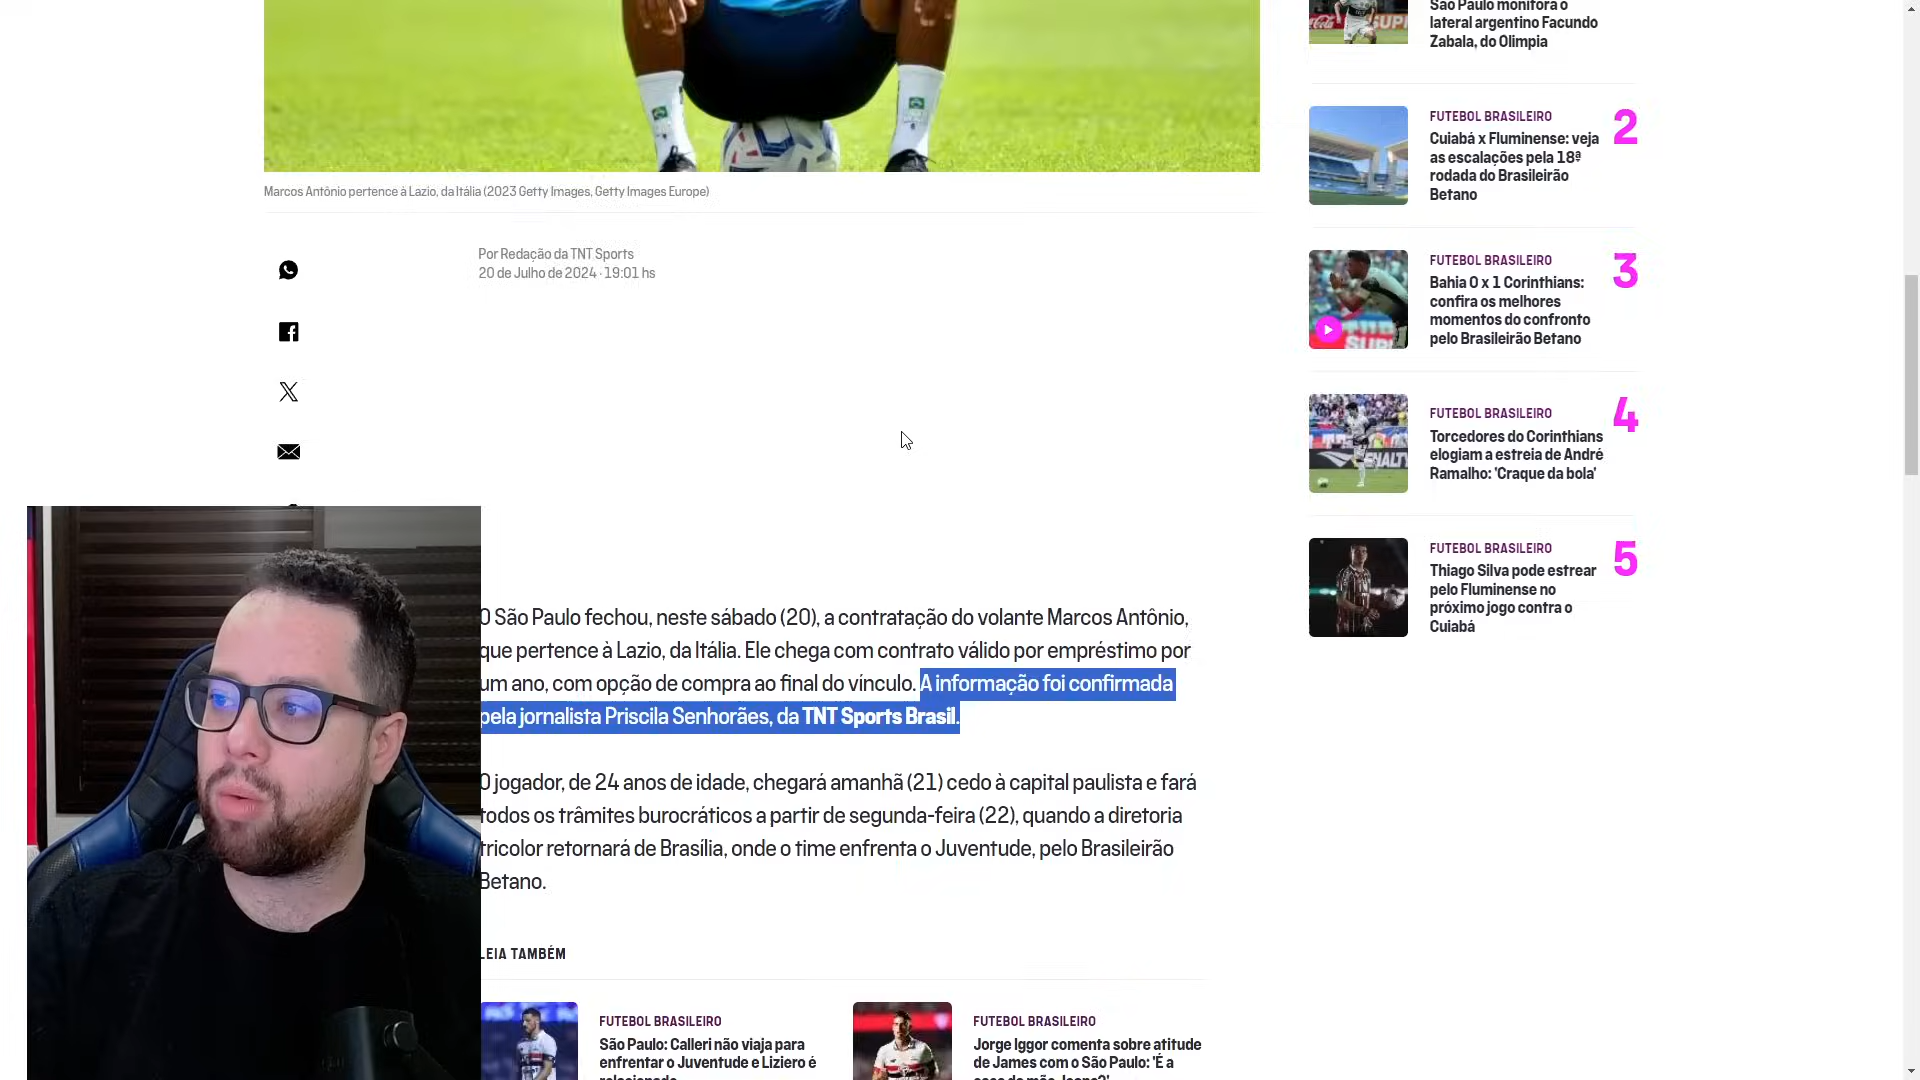 Marcos Antônio pertence à Lazio, da Itália (2023 Getty Images, Getty Images Europe)
Por Redação da TNT Sports
20 de Julho de 2024 · 19:01 hs
O São Paulo fechou, neste sábado (20), a contratação do volante Marcos Antônio,
que pertence à Lazio, da Itália. Ele chega com contrato válido por empréstimo por
um ano, com opção de compra ao final do vínculo. A informação foi confirmada
pela jornalista Priscila Senhorães, da TNT Sports Brasil.
O jogador, de 24 anos de idade, chegará amanhã (21) cedo à capital paulista e fará
todos os trâmites burocráticos a partir de segunda-feira (22), quando a diretoria
tricolor retornará de Brasília, onde o time enfrenta o Juventude, pelo Brasileirão
Betano.
LEIA TAMBÉM
FUTEBOL BRASILEIRO
São Paulo: Calleri não viaja para
enfrentar o Juventude e Liziero é
relacionado
FUTEBOL BRASILEIRO
Jorge Iggor comenta sobre atitude
de James com o São Paulo: 'É a
casa da mãe Joana?'
São Paulo monitora o
lateral argentino Facundo
Zabala, do Olimpia
FUTEBOL BRASILEIRO
2
Cuiabá x Fluminense: veja
as escalações pela 18ª
rodada do Brasileirão
Betano
FUTEBOL BRASILEIRO
3
Bahia 0 x 1 Corinthians:
confira os melhores
momentos do confronto
pelo Brasileirão Betano
FUTEBOL BRASILEIRO
4
Torcedores do Corinthians
elogiam a estreia de André
Ramalho: 'Craque da bola'
PENALTY
FUTEBOL BRASILEIRO
5
Thiago Silva pode estrear
pelo Fluminense no
próximo jogo contra o
Cuiabá